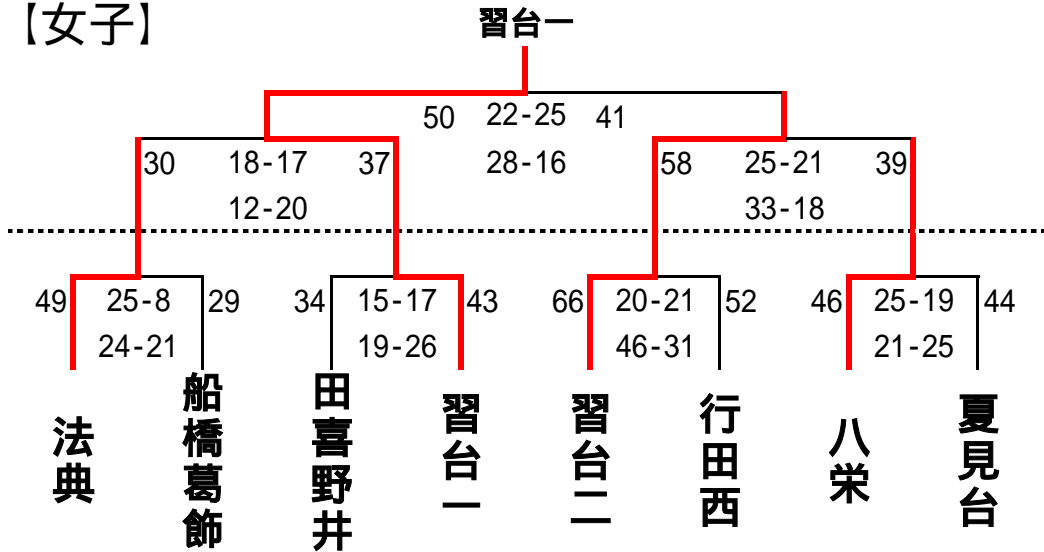 【女子】
習台一
50 22-25 41
28-16
30 18-17 37
12-20
58 25-21 39
33-18
49 25-8 29
24-21
34 15-17 43
19-26
66 20-21 52
46-31
46 25-19 44
21-25
法典
船橋葛飾
田喜野井
習台一
習台二
行田西
八栄
夏見台